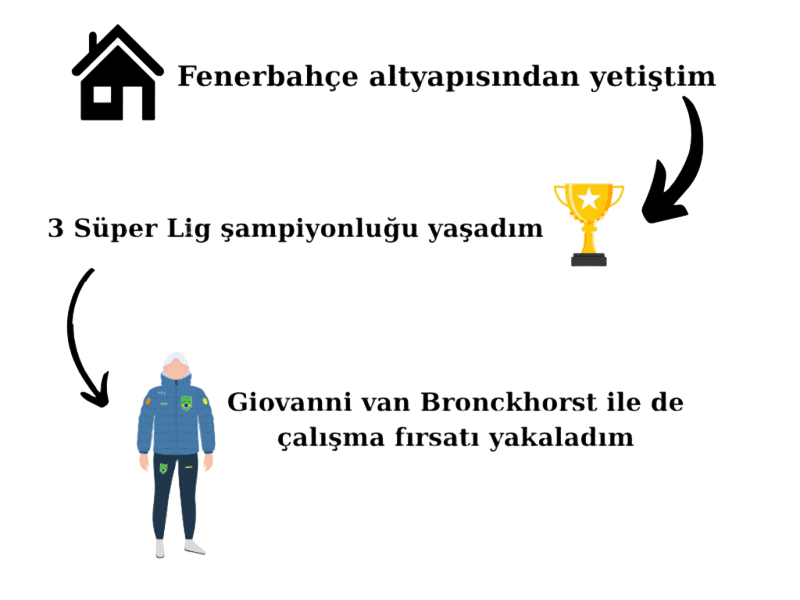 Fenerbahçe altyapısından yetiştim
3 Süper Lig şampiyonluğu yaşadım
Giovanni van Bronckhorst ile de
çalışma fırsatı yakaladım